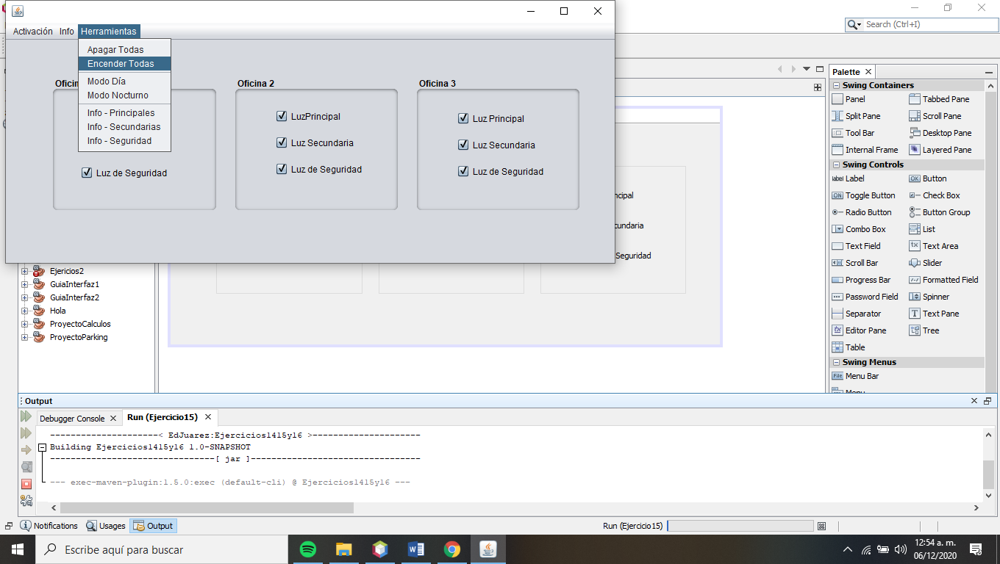 Activación Info Herramientas
Apagar Todas
Encender Todas
Modo Día
Modo Nocturno
Info - Principales
Info - Secundarias
Info - Seguridad
Oficin
Luz de Seguridad
Oficina 2
LuzPrincipal
Luz Secundaria
Luz de Seguridad
Oficina 3
Luz Principal
Luz Secundaria
Luz de Seguridad
Search (Ctrl+I)
ncipal
cundaria
Seguridad
Palette
Swing Containers
Panel Tabbed Pane
Split Pane Scroll Pane
Tool Bar Desktop Pane
Internal Frame Layered Pane
Swing Controls
label Label OK Button
ON Toggle Button Check Box
Radio Button Button Group
Combo Box List
Text Field Text Area
Scroll Bar Slider
Progress Bar Formatted Field
Password Field Spinner
Separator T Text Pane
Editor Pane Tree
Table
Swing Menus
File Menu Bar
Menu
Ejericios2
GuiaInterfaz1
GuiaInterfaz2
Hola
ProyectoCalculos
ProyectoParking
Output
Debugger Console Run (Ejercicio15)
---------------------< EdJuarez:Ejercicios1415y16 >---------------------
Building Ejercicios1415y16 1.0-SNAPSHOT
--------------------------------[ jar ]---------------------------------
--- exec-maven-plugin:1.5.0:exec (default-cli) @ Ejercicios1415y16 ---
Notifications Usages Output Run (Ejercicio15)
Escribe aquí para buscar
12:54 a. m.
06/12/2020